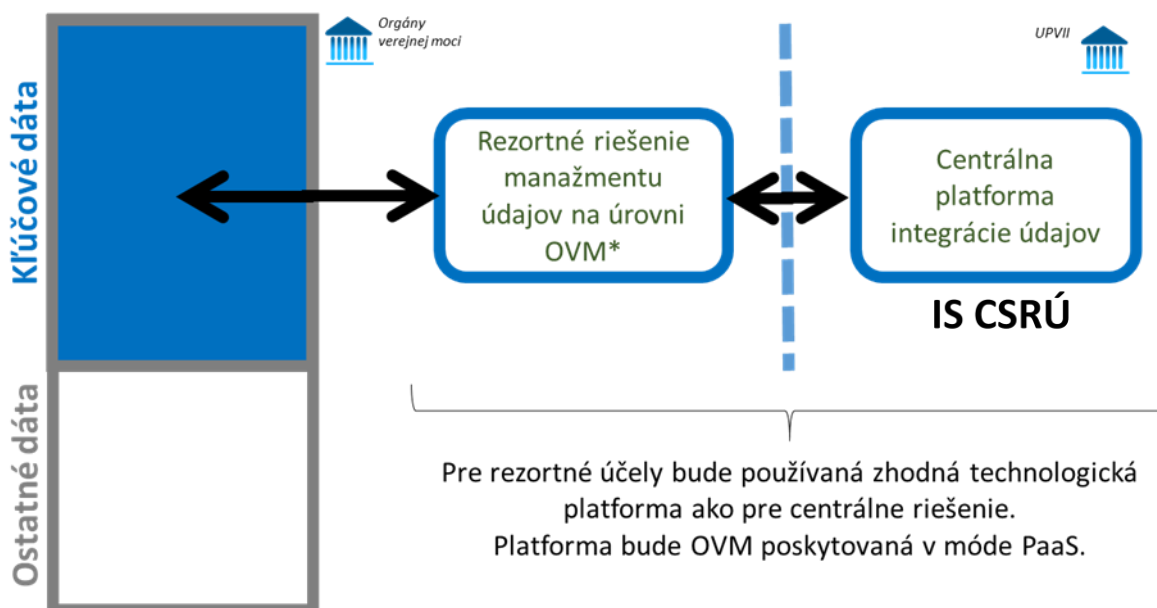 Orgány
verejnej moci
UPVII
Kľúčové dáta
Rezortné riešenie
manažmentu
údajov na úrovni
OVM*
Centrálna
platforma
integrácie údajov
IS CSRÚ
Ostatné dáta
Pre rezortné účely bude používaná zhodná technologická
platforma ako pre centrálne riešenie.
Platforma bude OVM poskytovaná v móde PaaS.